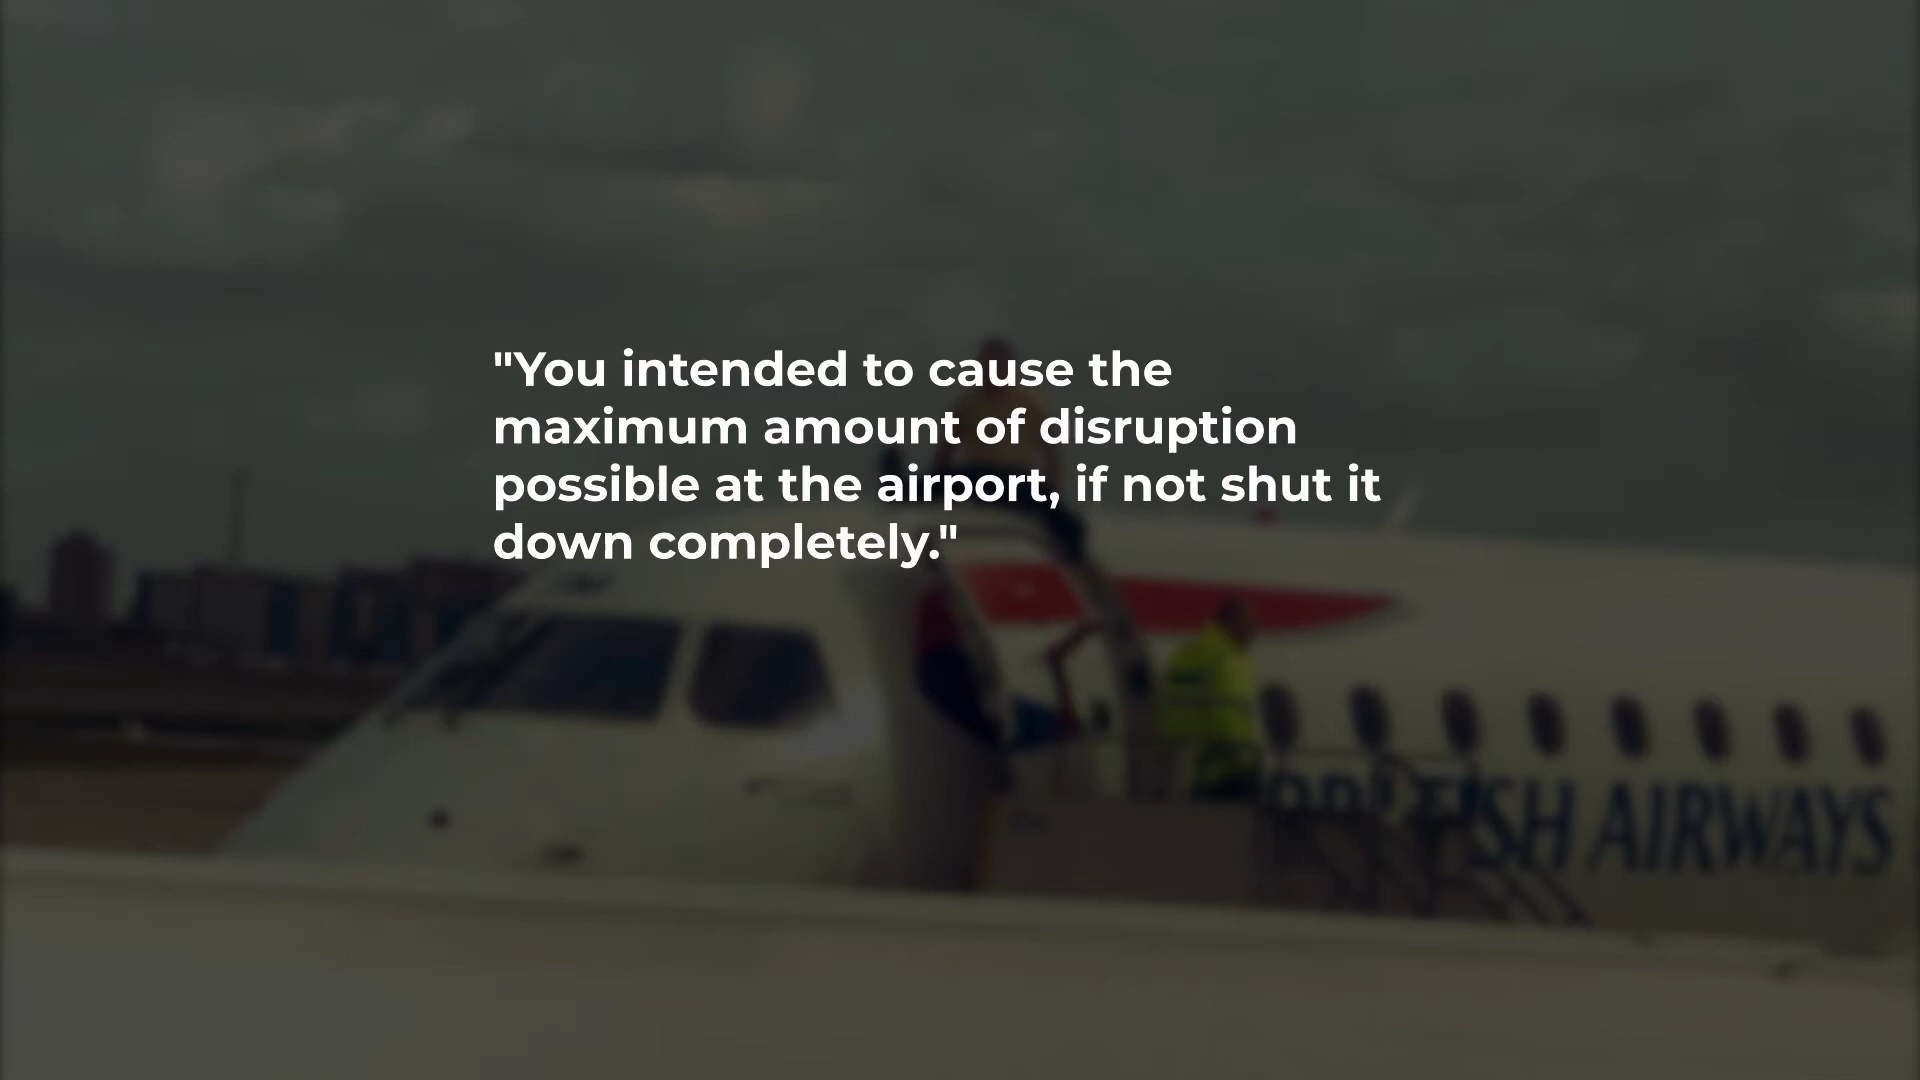 "You intended to cause the
maximum amount of disruption
possible at the airport, if not shut it
down completely."
BRITISH AIRWAYS